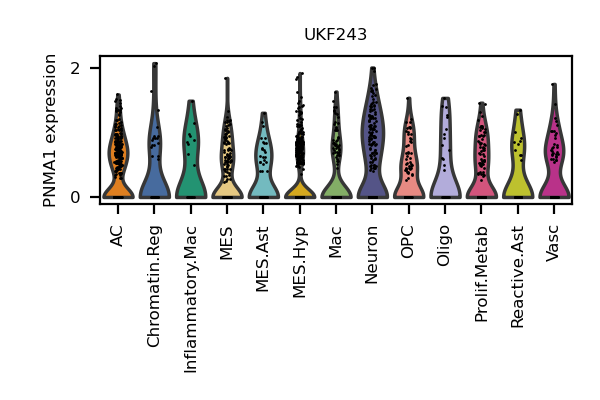 UKF243
PNMA1 expression
2
0
AC
Chromatin.Reg
Inflammatory.Mac
MES
MES.Ast
MES.Hyp
Mac
Neuron
OPC
Oligo
Prolif.Metab
Reactive.Ast
Vasc